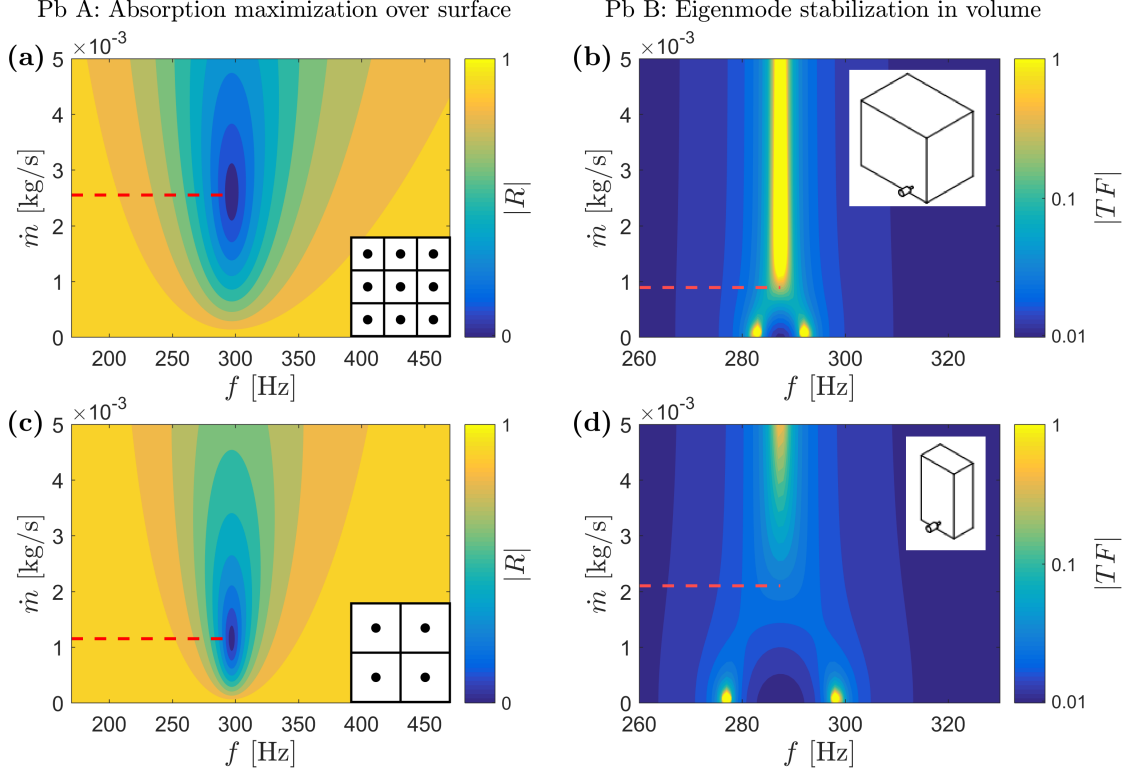 Pb A: Absorption maximization over surface
Pb B: Eigenmode stabilization in volume
(a)
×10⁻³
5
4
3
2
1
0
ṁ [kg/s]
200 250 300 350 400 450
f [Hz]
1
0
|R|
(b)
×10⁻³
5
4
3
2
1
0
ṁ [kg/s]
260 280 300 320
f [Hz]
1
0.1
0.01
|TF|
(c)
×10⁻³
5
4
3
2
1
0
ṁ [kg/s]
200 250 300 350 400 450
f [Hz]
1
0
|R|
(d)
×10⁻³
5
4
3
2
1
0
ṁ [kg/s]
260 280 300 320
f [Hz]
1
0.1
0.01
|TF|